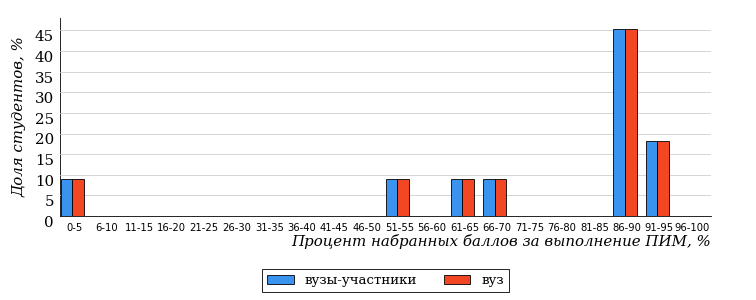 Доля студентов, %
45
40
35
30
25
20
15
10
5
0
0-5 6-10 11-15 16-20 21-25 26-30 31-35 36-40 41-45 46-50 51-55 56-60 61-65 66-70 71-75 76-80 81-85 86-90 91-95 96-100
Процент набранных баллов за выполнение ПИМ, %
вузы-участники вуз